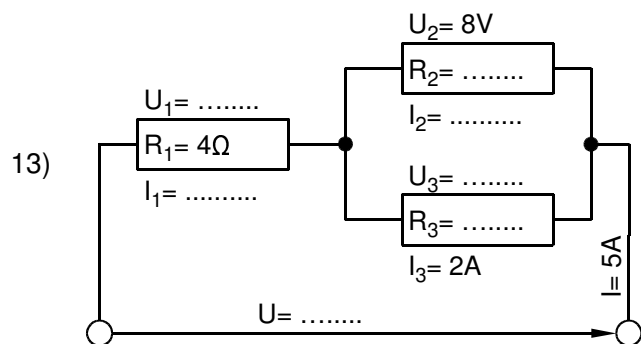 13)
U₁= ........
R₁= 4Ω
I₁= ..........
U₂= 8V
R₂= ........
I₂= ..........
U₃= ........
R₃= ........
I₃= 2A
I= 5A
U= ........